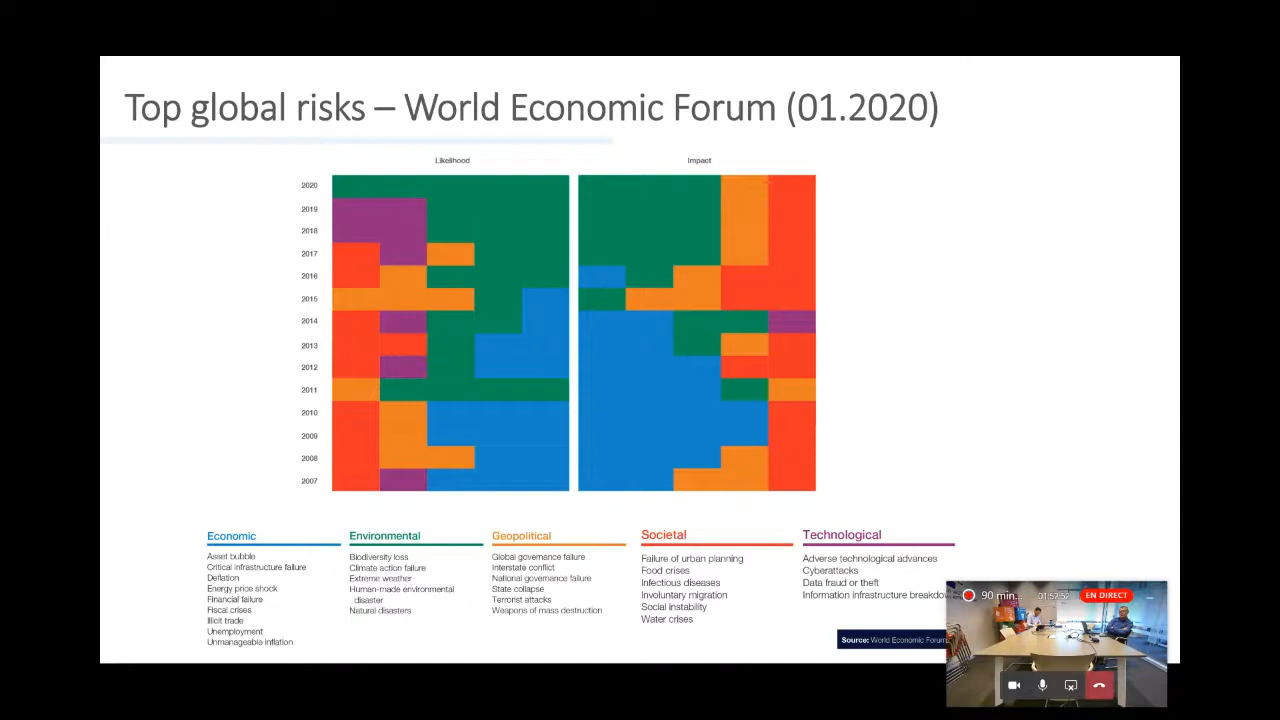 Top global risks – World Economic Forum (01.2020)
Likelihood
Impact
2020
2019
2018
2017
2016
2015
2014
2013
2012
2011
2010
2009
2008
2007
Economic
Asset bubble
Critical infrastructure failure
Deflation
Energy price shock
Financial failure
Fiscal crises
Illicit trade
Unemployment
Unmanageable inflation
Environmental
Biodiversity loss
Climate action failure
Extreme weather
Human-made environmental
disaster
Natural disasters
Geopolitical
Global governance failure
Interstate conflict
National governance failure
State collapse
Terrorist attacks
Weapons of mass destruction
Societal
Failure of urban planning
Food crises
Infectious diseases
Involuntary migration
Social instability
Water crises
Technological
Adverse technological advances
Cyberattacks
Data fraud or theft
Information infrastructure breakdo
Source: World Economic Forum
90 min...
01:52:52
EN DIRECT